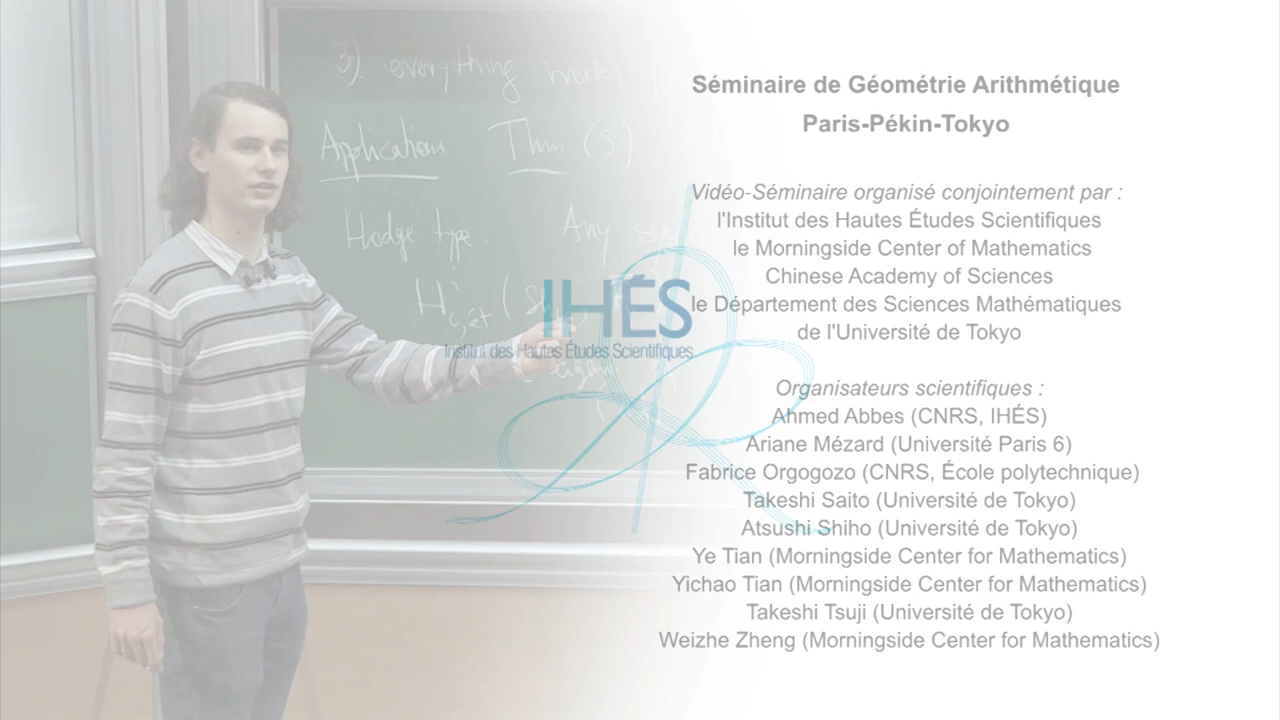 3) everything
Applications Thm (S)
Hodge type. Any
Séminaire de Géométrie Arithmétique
Paris-Pékin-Tokyo
Vidéo-Séminaire organisé conjointement par :
l'Institut des Hautes Études Scientifiques
le Morningside Center of Mathematics
Chinese Academy of Sciences
le Département des Sciences Mathématiques
de l'Université de Tokyo
Organisateurs scientifiques :
Ahmed Abbes (CNRS, IHÉS)
Ariane Mézard (Université Paris 6)
Fabrice Orgogozo (CNRS, École polytechnique)
Takeshi Saito (Université de Tokyo)
Atsushi Shiho (Université de Tokyo)
Ye Tian (Morningside Center for Mathematics)
Yichao Tian (Morningside Center for Mathematics)
Takeshi Tsuji (Université de Tokyo)
Weizhe Zheng (Morningside Center for Mathematics)
IHÉS
Institut des Hautes Études Scientifiques